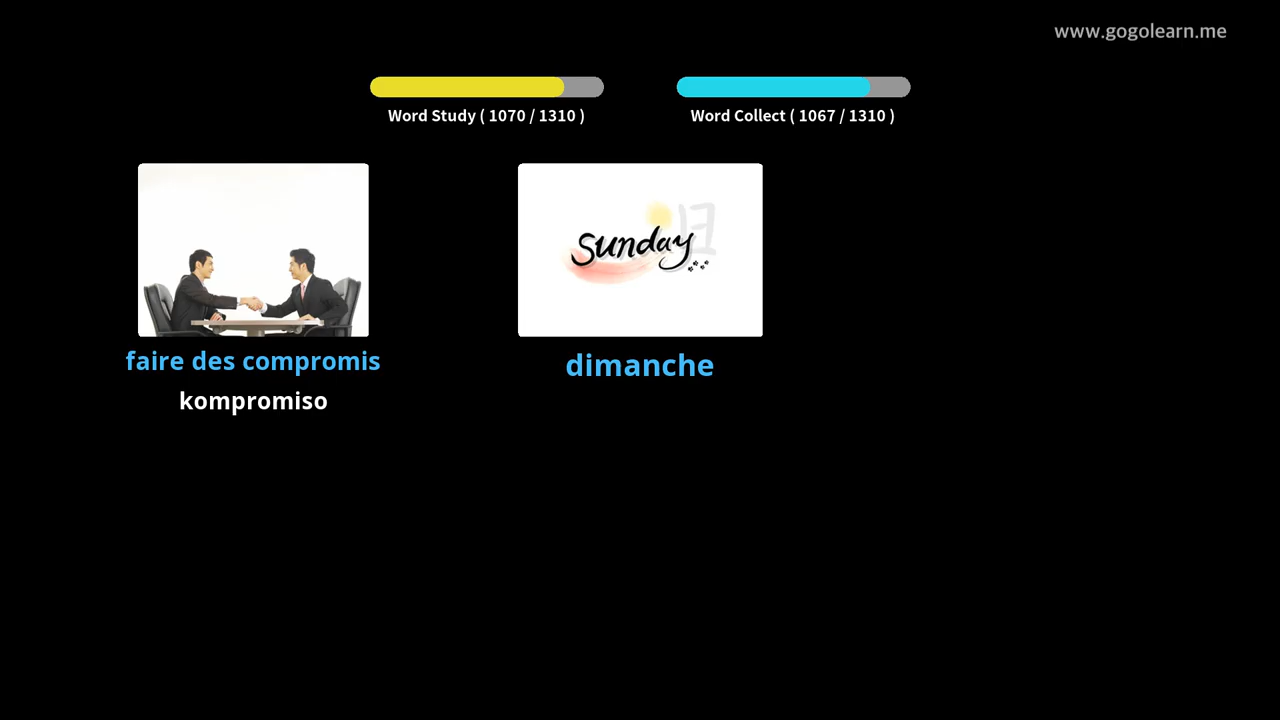 www.gogolearn.me
Word Study ( 1070 / 1310 )
Word Collect ( 1067 / 1310 )
Sunday
faire des compromis
kompromiso
dimanche